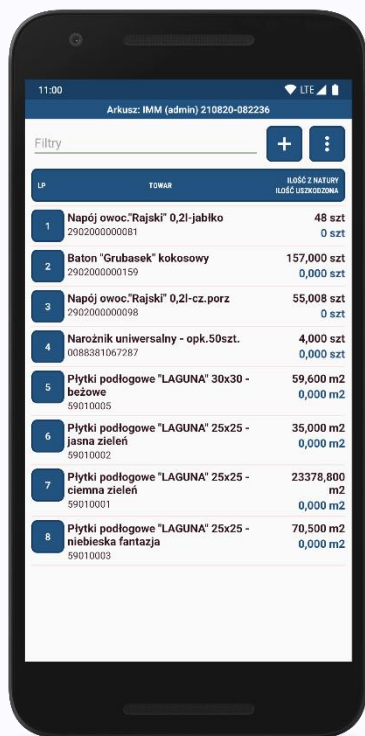 11:00 LTE
Arkusz: IMM (admin) 210820-082236
Filtry
+
LP TOWAR ILOŚĆ Z NATURY
ILOŚĆ USZKODZONA
1 Napój owoc."Rajski" 0,2l-jabłko 48 szt
2902000000081 0 szt
2 Baton "Grubasek" kokosowy 157,000 szt
2902000000159 0,000 szt
3 Napój owoc."Rajski" 0,2l-cz.porz 55,008 szt
2902000000098 0 szt
4 Narożnik uniwersalny - opk.50szt. 4,000 szt
0088381067287 0,000 szt
5 Płytki podłogowe "LAGUNA" 30x30 - 59,600 m2
beżowe 0,000 m2
59010005
6 Płytki podłogowe "LAGUNA" 25x25 - 35,000 m2
jasna zieleń 0,000 m2
59010002
7 Płytki podłogowe "LAGUNA" 25x25 - 23378,800
ciemna zieleń m2
59010001 0,000 m2
8 Płytki podłogowe "LAGUNA" 25x25 - 70,500 m2
niebieska fantazja 0,000 m2
59010003